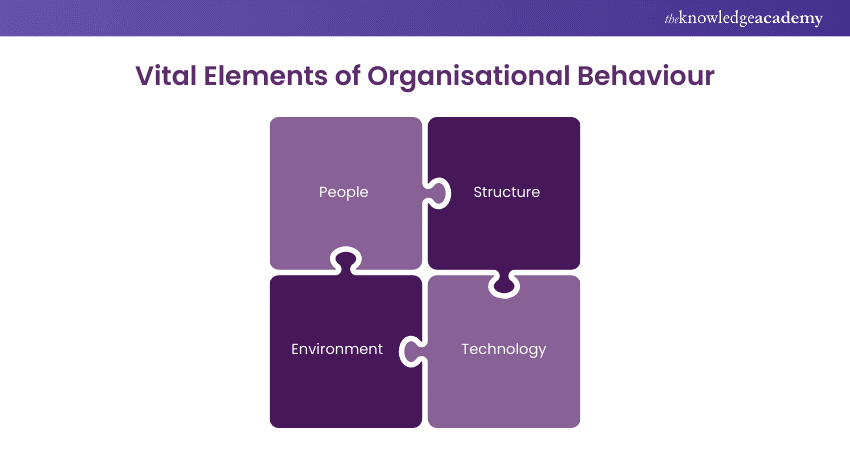 theknowledgeacademy
Vital Elements of Organisational Behaviour
People
Structure
Environment
Technology